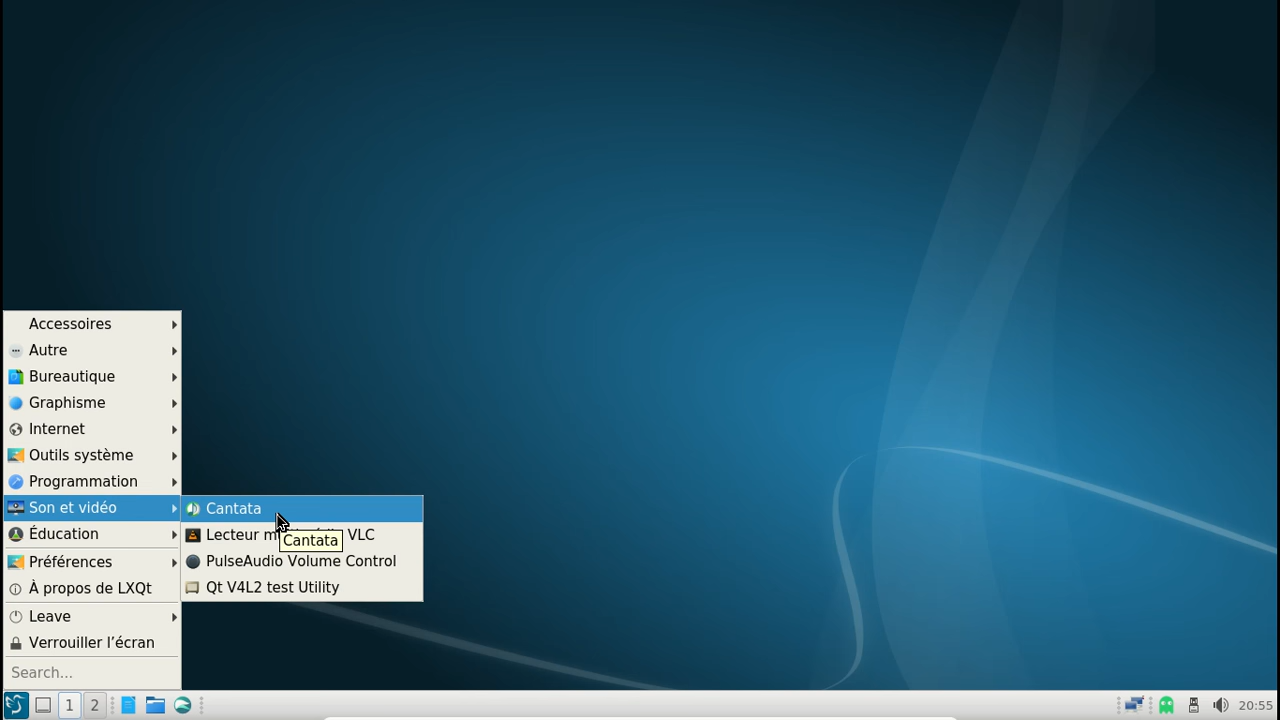 Accessoires
Autre
Bureautique
Graphisme
Internet
Outils système
Programmation
Son et vidéo
Éducation
Préférences
À propos de LXQt
Leave
Verrouiller l’écran
Search...
Cantata
Lecteur VLC
Cantata
PulseAudio Volume Control
Qt V4L2 test Utility
1
2
20:55